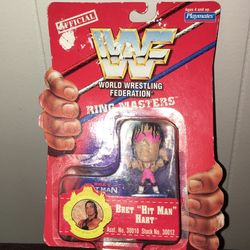 OFFICIAL
Ages 4 and up
Playmates
WF
WORLD WRESTLING
FEDERATION
RING MASTERS
BRET "HIT MAN"
HART
Asst. No. 30010 Stock No. 30012